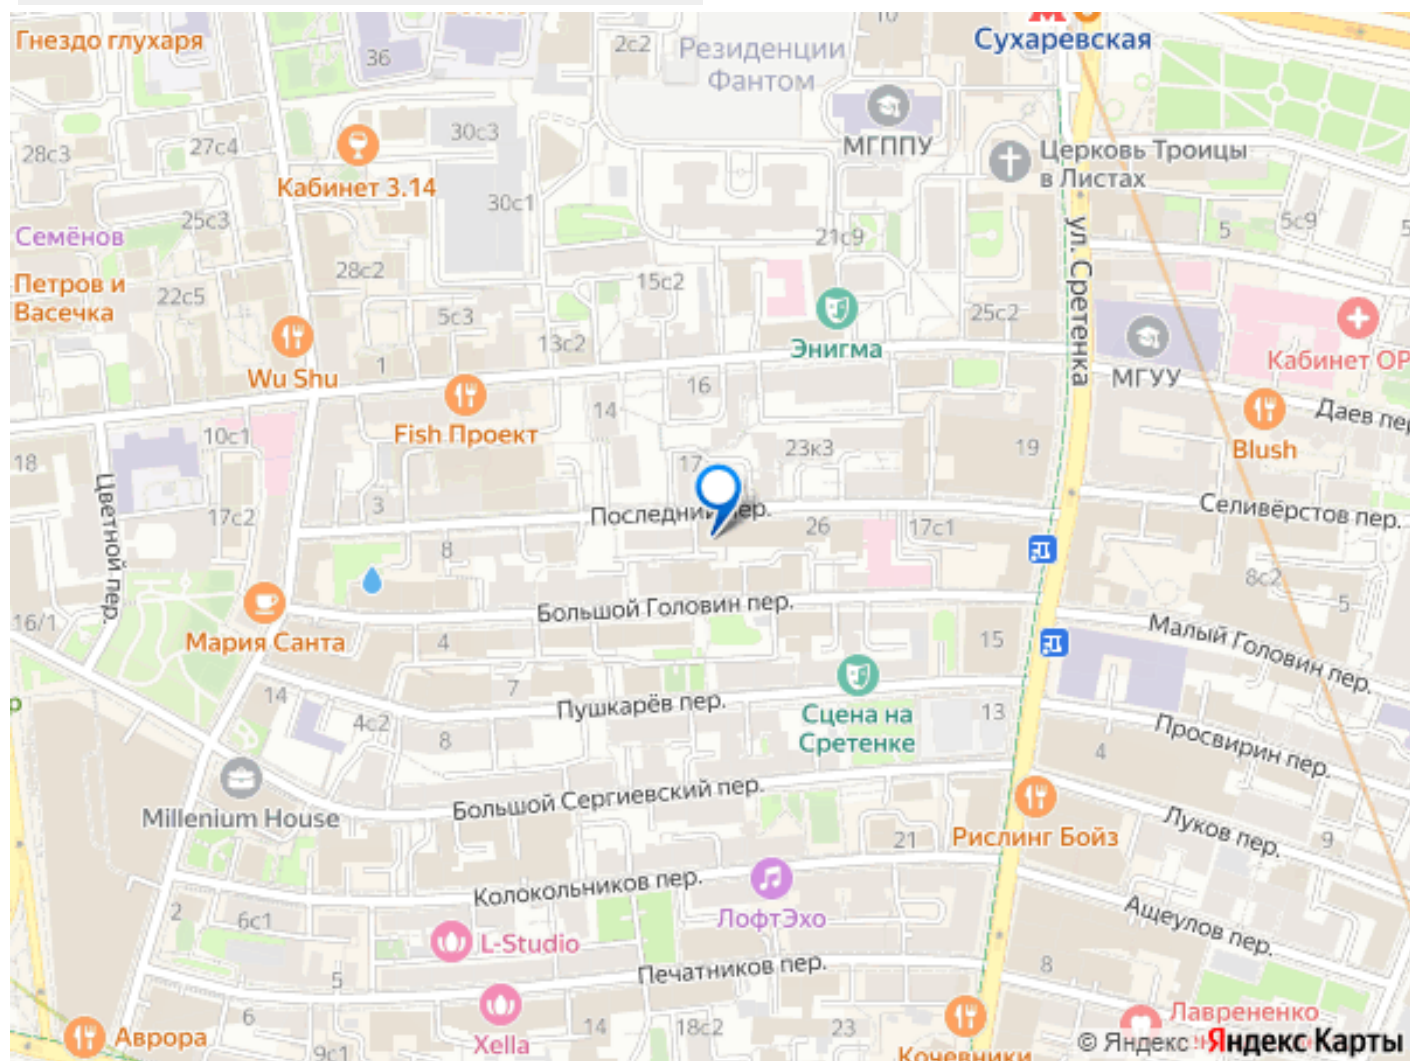 Гнездо глухаря
36
2с2
Резиденции
Фантом
10
Сухаревская
28с3
27с4
30с3
МГППУ
Церковь Троицы
в Листах
Кабинет 3.14
25с3
30с1
Семёнов
21с9
5
5с9
5
ул. Сретенка
Петров и
Васечка
22с5
28с2
15с2
5с3
25с2
13с2
Энигма
Кабинет ОР
Wu Shu
1
16
МГУУ
14
Даев пер
Fish Проект
10с1
23к3
19
Blush
18
17
Цветной пер.
3
17с2
Последний пер.
26
17с1
Селивёрстов пер.
8
8с2
5
Большой Головин пер.
16/1
Мария Санта
4
15
Малый Головин пер.
7
14
Пушкарёв пер.
4с2
8
Сцена на
Сретенке
13
Просвирин пер.
4
Большой Сергиевский пер.
Millenium House
21
Рислинг Бойз
Луков пер.
9
Колокольников пер.
2
6с1
ЛофтЭхо
Ащеулов пер.
L-Studio
Печатников пер.
5
8
6
14
18с2
23
Лаврененко
Аврора
9с1
Xella
Кочевники
© Яндекс
Яндекс Карты